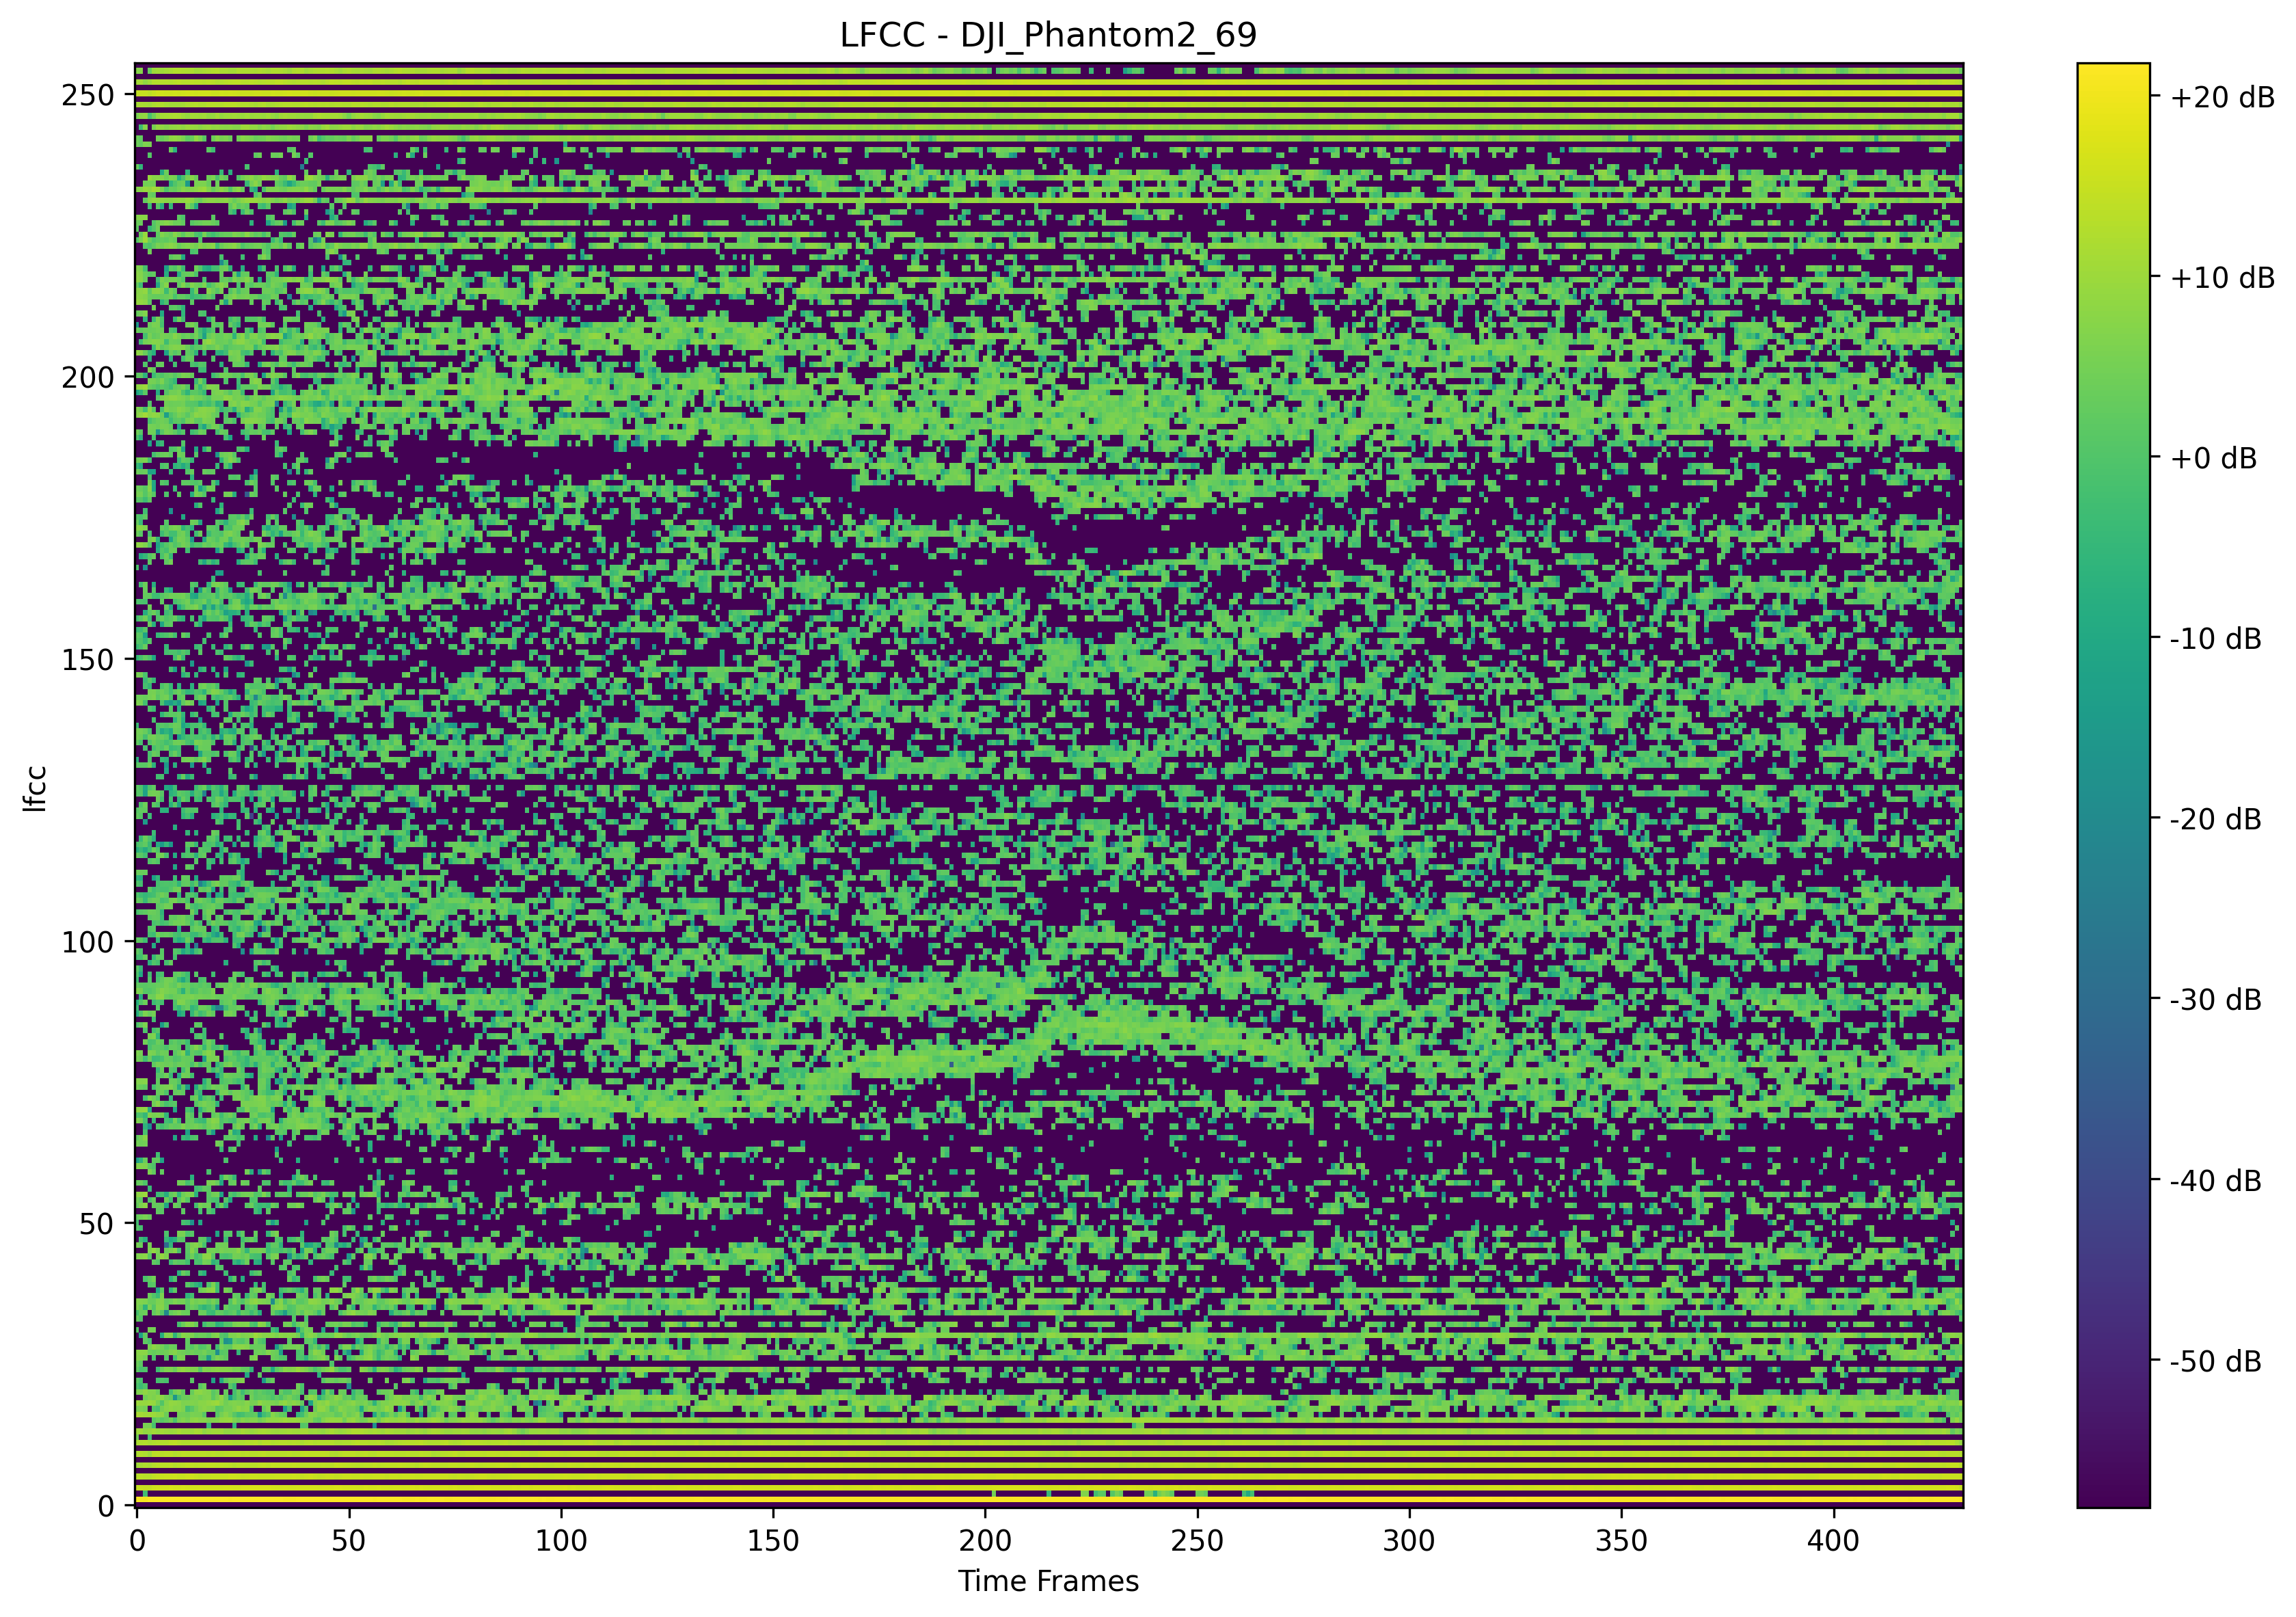 LFCC - DJI_Phantom2_69
250
200
150
100
50
0
lfcc
0 50 100 150 200 250 300 350 400
Time Frames
+20 dB
+10 dB
+0 dB
-10 dB
-20 dB
-30 dB
-40 dB
-50 dB